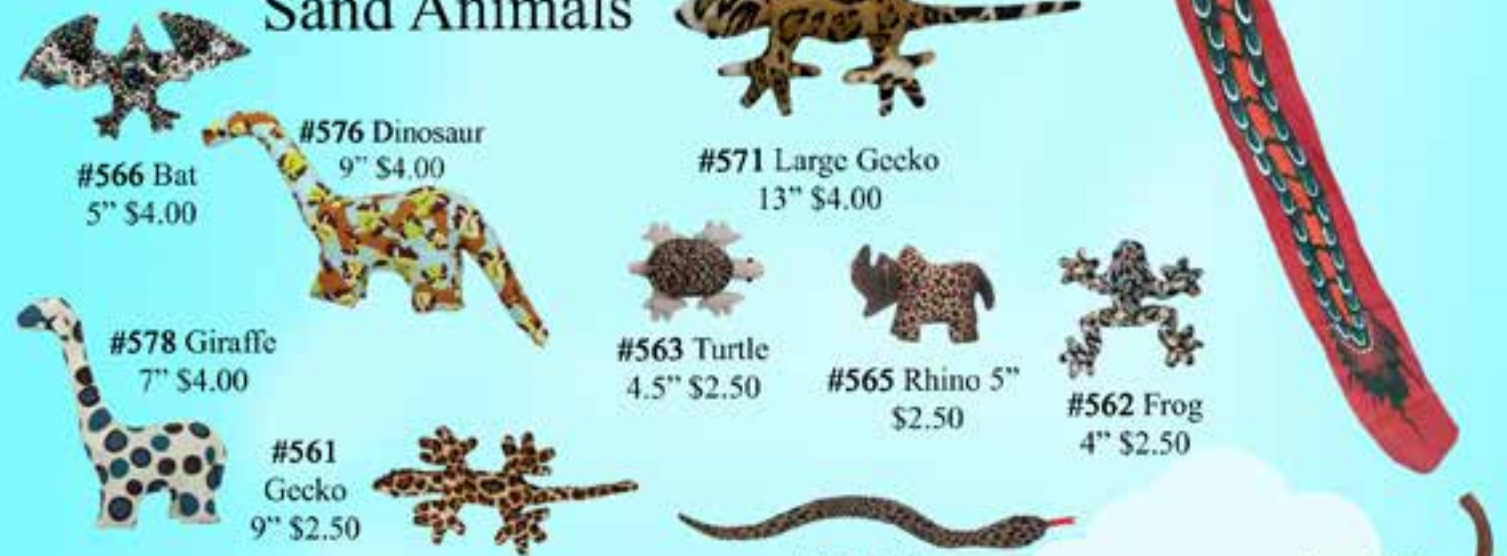 Sand Animals
#566 Bat
5” $4.00
#576 Dinosaur
9” $4.00
#571 Large Gecko
13” $4.00
#578 Giraffe
7” $4.00
#563 Turtle
4.5” $2.50
#565 Rhino 5”
$2.50
#562 Frog
4” $2.50
#561
Gecko
9” $2.50